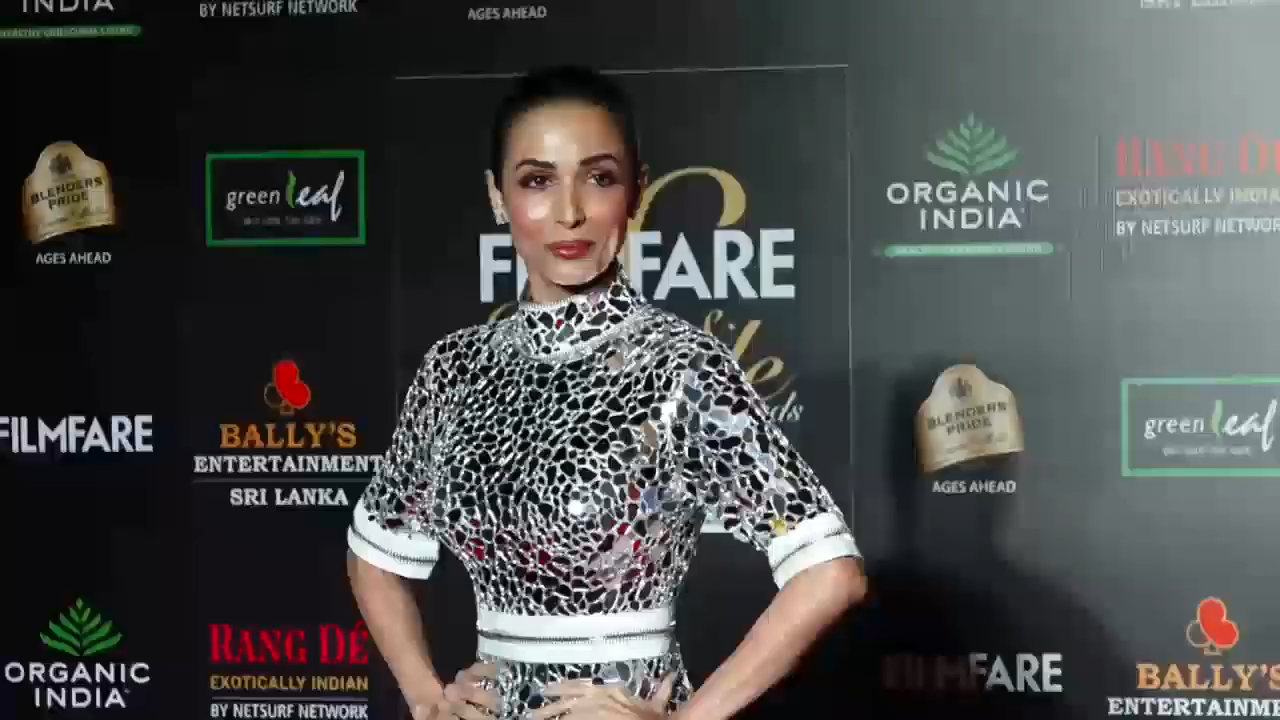 INDIA
BY NETSURF NETWORK
AGES AHEAD
BLENDERS
PRIDE
AGES AHEAD
green leaf
FILMFARE
ORGANIC
INDIA
RANG DÉ
EXOTICALLY INDIAN
BY NETSURF NETWORK
FILMFARE
BALLY'S
ENTERTAINMENT
SRI LANKA
BLENDERS
PRIDE
AGES AHEAD
green leaf
ORGANIC
INDIA
RANG DÉ
EXOTICALLY INDIAN
BY NETSURF NETWORK
FILMFARE
BALLY'S
ENTERTAINME